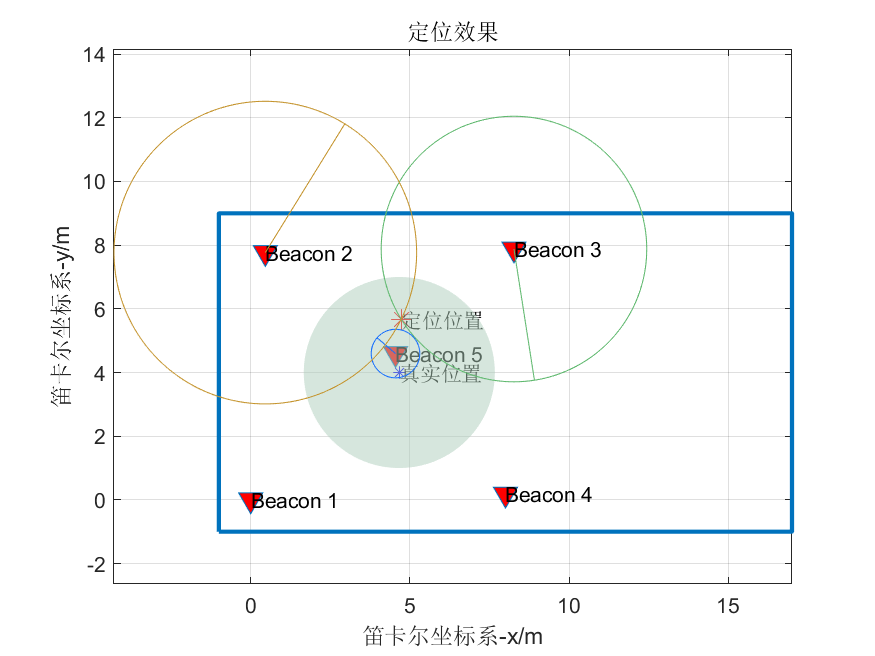 定位效果
14
12
10
8
6
4
2
0
-2
笛卡尔坐标系-y/m
Beacon 2
Beacon 3
定位位置
Beacon 5
真实位置
Beacon 1
Beacon 4
0
5
10
15
笛卡尔坐标系-x/m